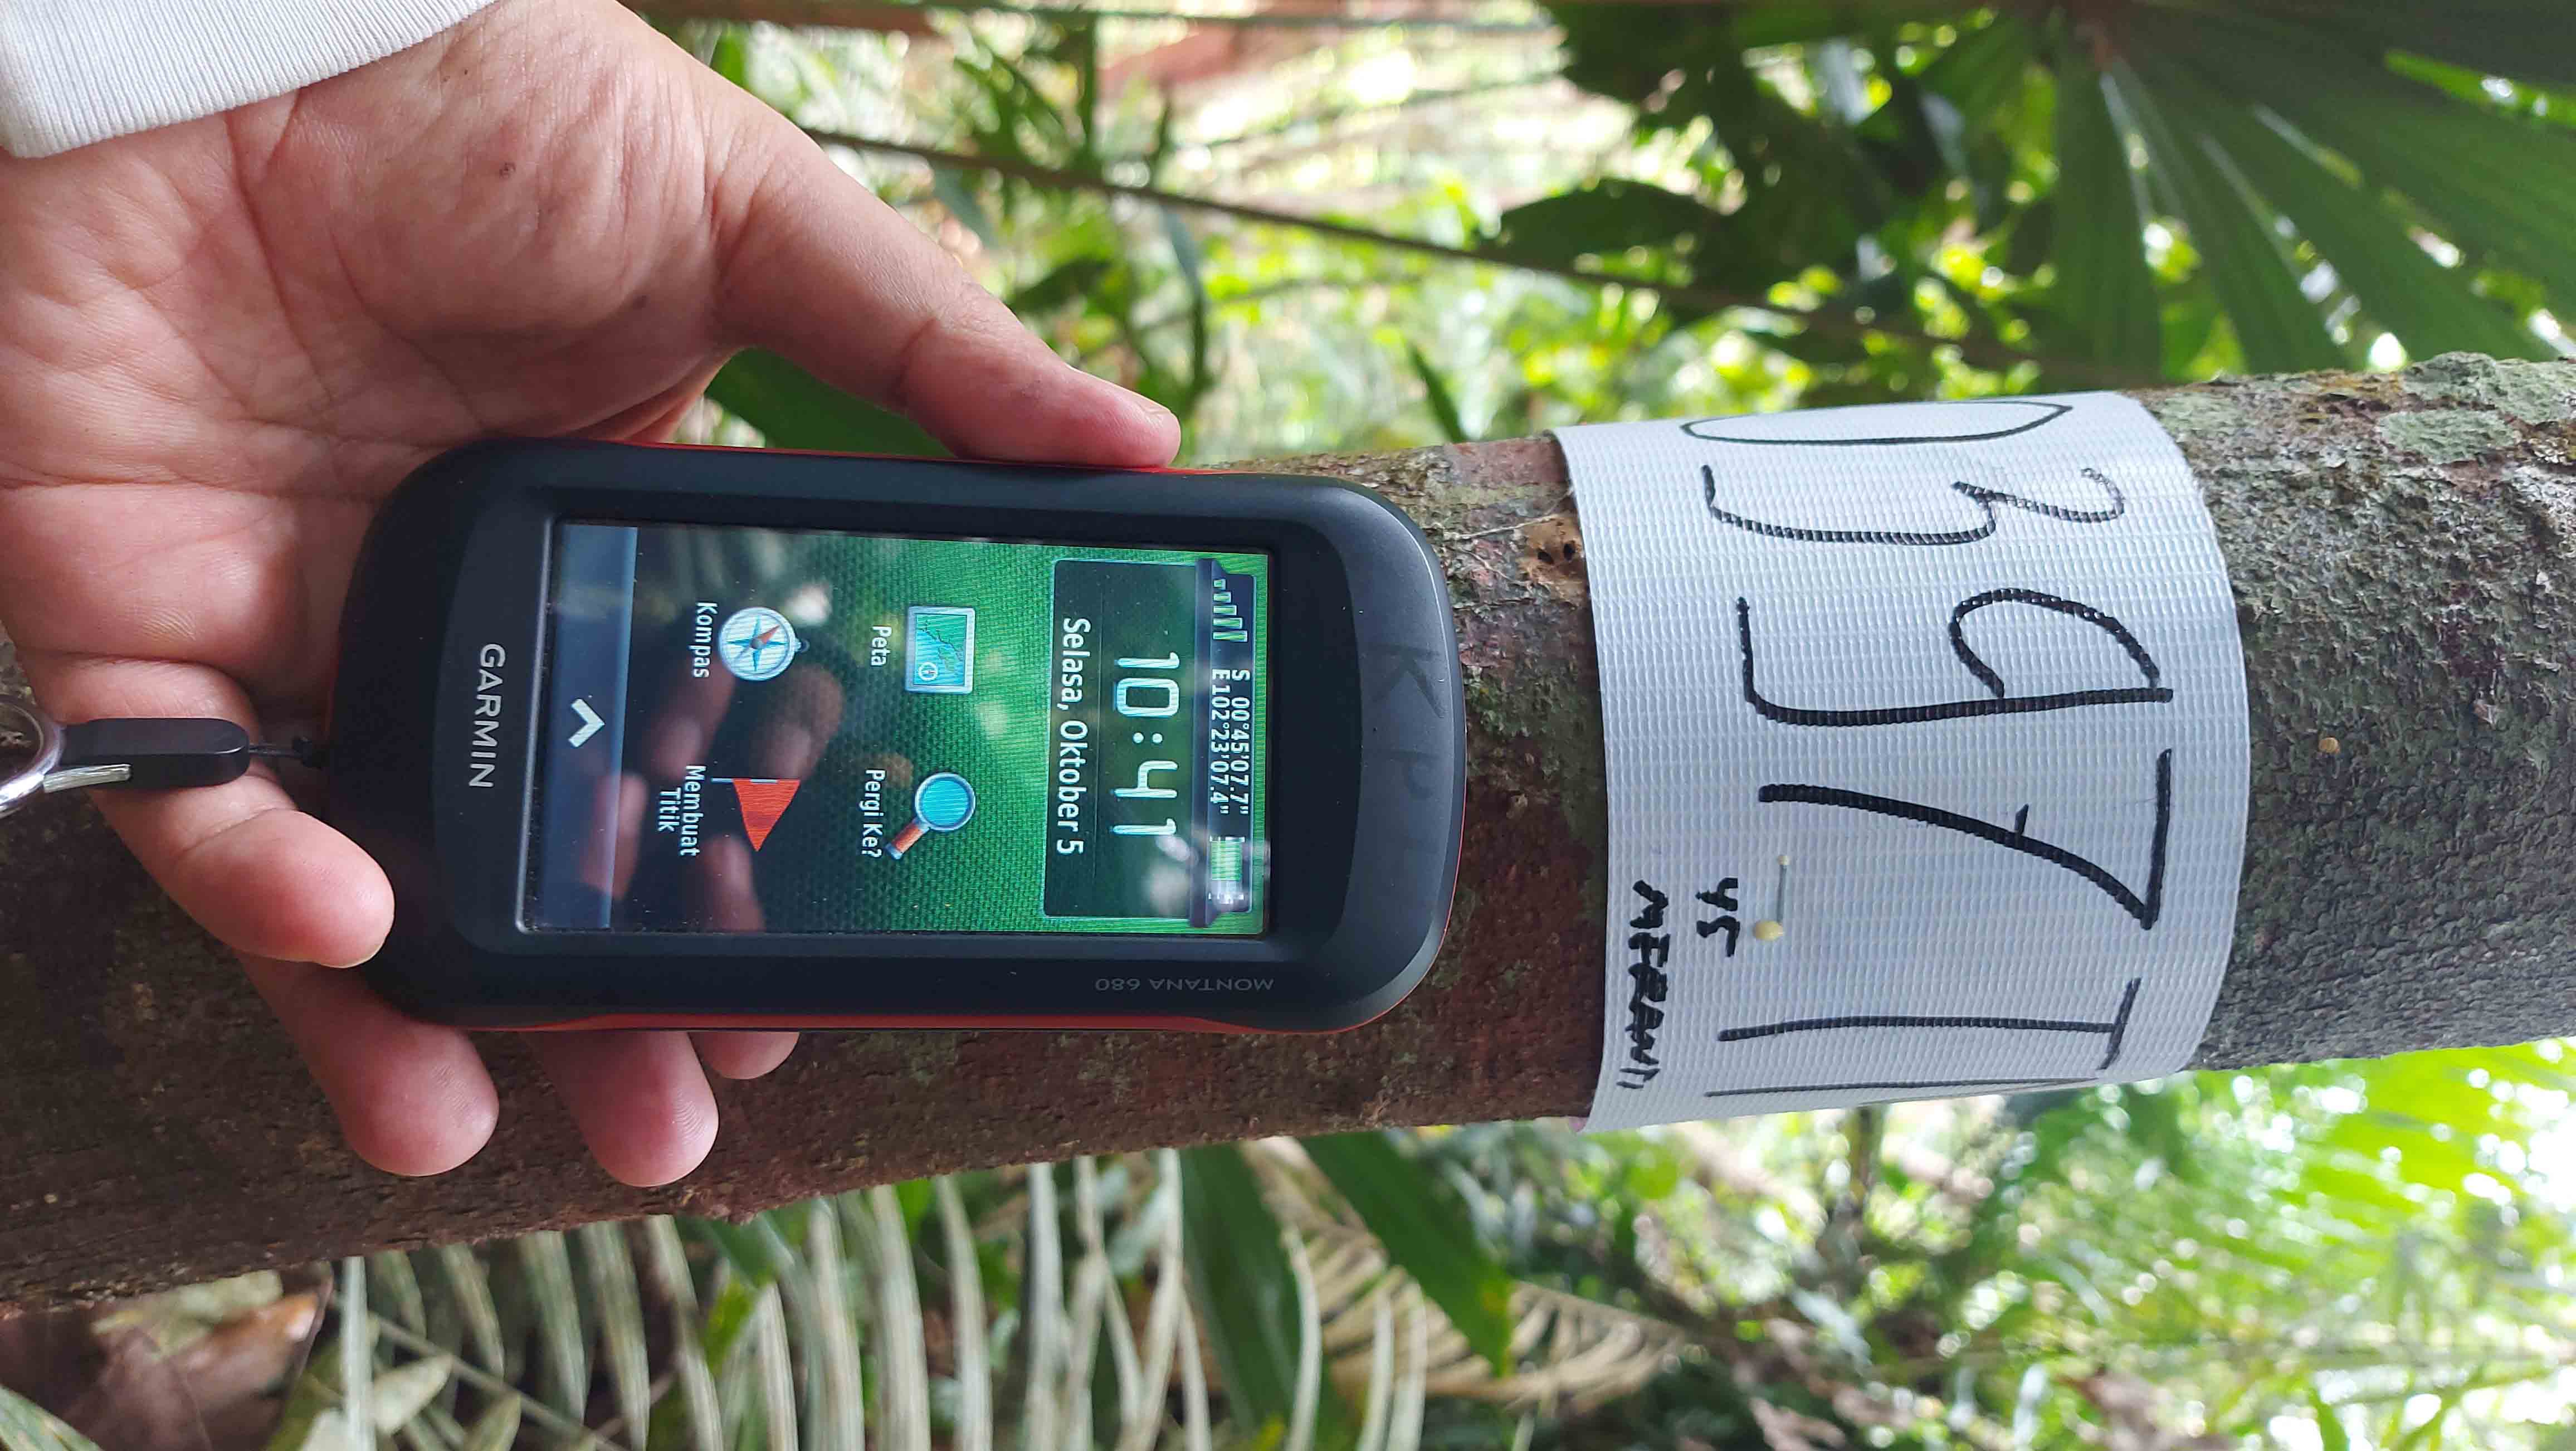 0397T
45
MERANTI
KPH
MONTANA 680
S 00°45'07.7"
E102°23'07.4"
10:41
Selasa, Oktober 5
Peta
Pergi Ke?
Kompas
Membuat
Titik
GARMIN